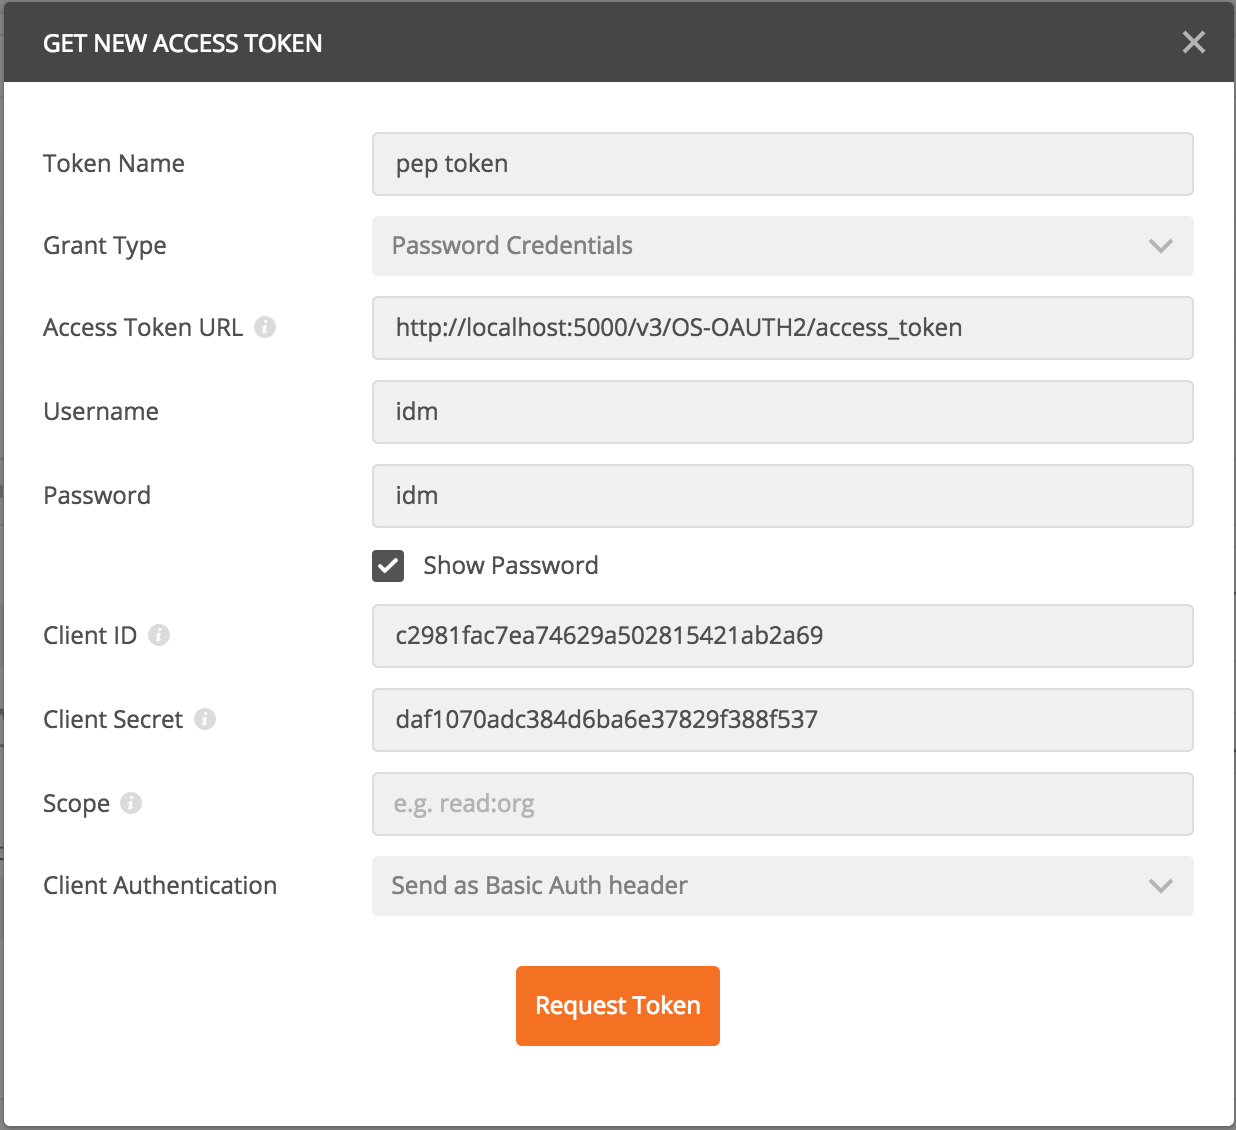 GET NEW ACCESS TOKEN
Token Name
pep token
Grant Type
Password Credentials
Access Token URL
http://localhost:5000/v3/OS-OAUTH2/access_token
Username
idm
Password
idm
Show Password
Client ID
c2981fac7ea74629a502815421ab2a69
Client Secret
daf1070adc384d6ba6e37829f388f537
Scope
e.g. read:org
Client Authentication
Send as Basic Auth header
Request Token